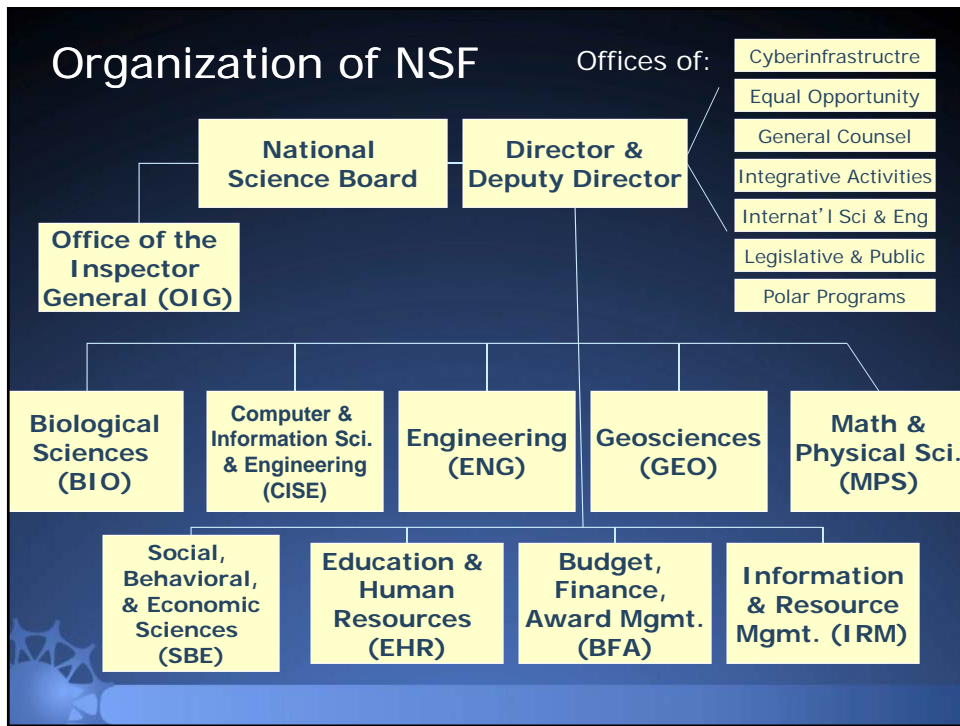 Organization of NSF
Offices of:
Cyberinfrastructre
Equal Opportunity
General Counsel
Integrative Activities
Internat’l Sci & Eng
Legislative & Public
Polar Programs
National
Science Board
Director &
Deputy Director
Office of the
Inspector
General (OIG)
Biological
Sciences
(BIO)
Computer &
Information Sci.
& Engineering
(CISE)
Engineering
(ENG)
Geosciences
(GEO)
Math &
Physical Sci.
(MPS)
Social,
Behavioral,
& Economic
Sciences
(SBE)
Education &
Human
Resources
(EHR)
Budget,
Finance,
Award Mgmt.
(BFA)
Information
& Resource
Mgmt. (IRM)